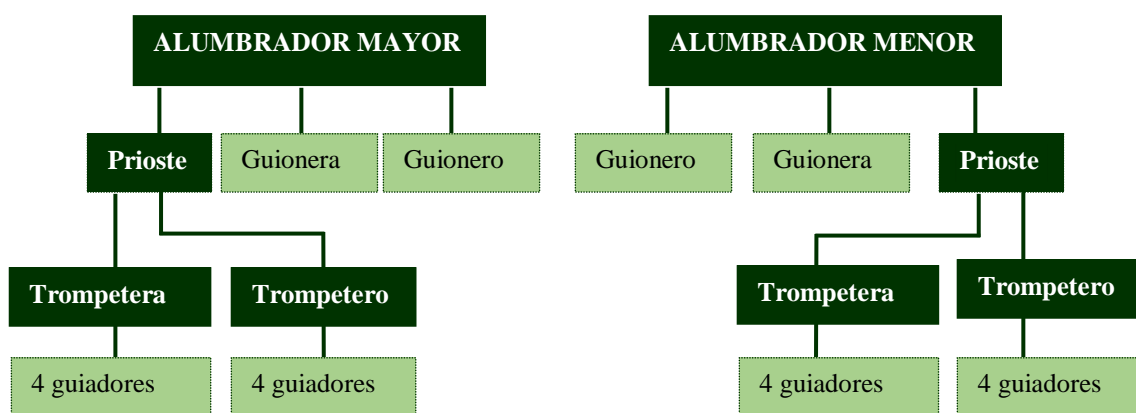 ALUMBRADOR MAYOR
ALUMBRADOR MENOR
Prioste
Guionera
Guionero
Guionero
Guionera
Prioste
Trompetera
Trompetero
Trompetera
Trompetero
4 guiadores
4 guiadores
4 guiadores
4 guiadores